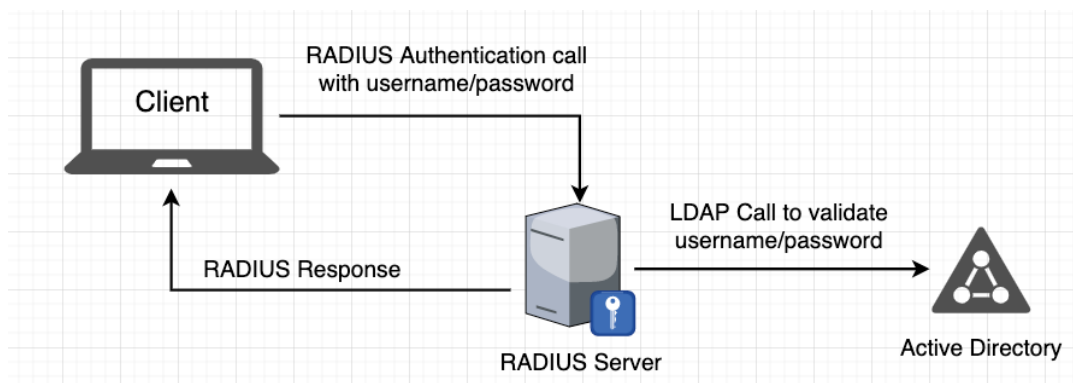 RADIUS Authentication call
with username/password
Client
LDAP Call to validate
username/password
RADIUS Response
RADIUS Server
Active Directory